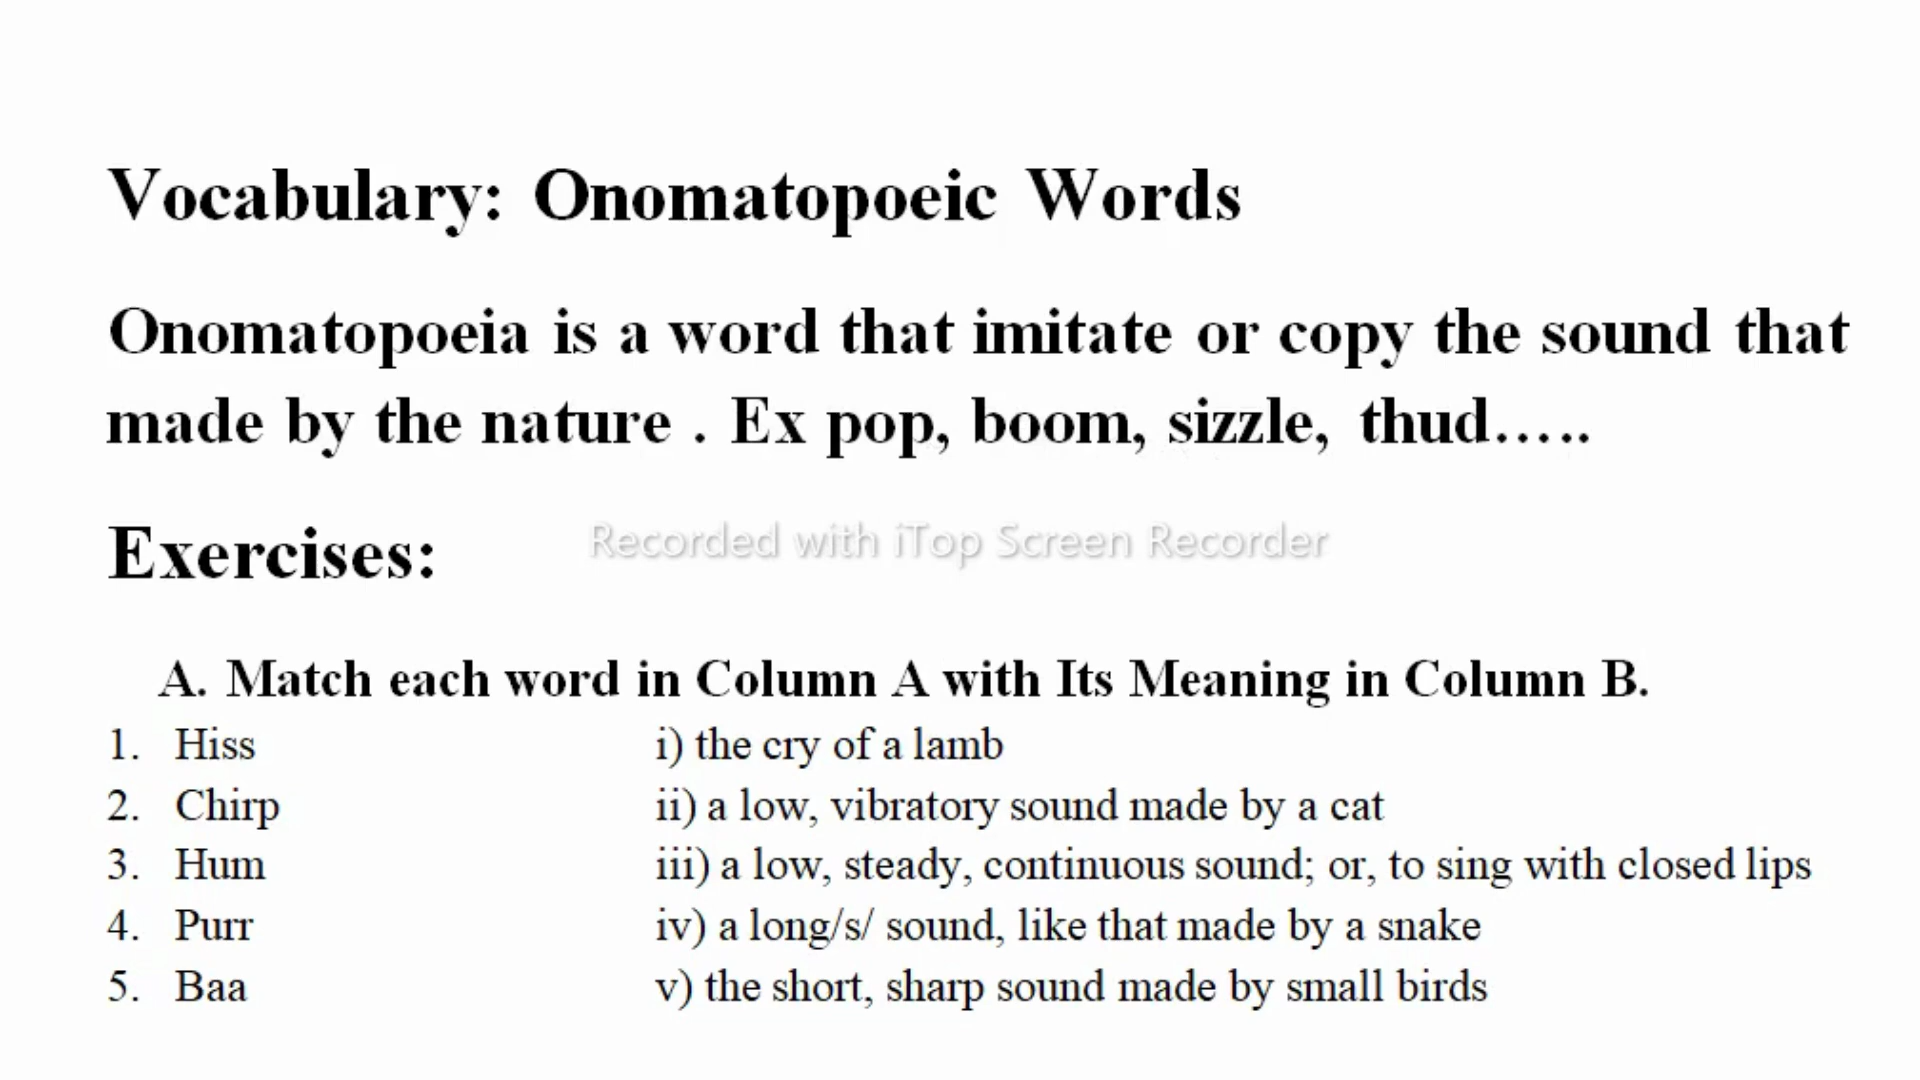 Vocabulary: Onomatopoeic Words
Onomatopoeia is a word that imitate or copy the sound that
made by the nature . Ex pop, boom, sizzle, thud.....
Exercises:
Recorded with iTop Screen Recorder
A. Match each word in Column A with Its Meaning in Column B.
1. Hiss i) the cry of a lamb
2. Chirp ii) a low, vibratory sound made by a cat
3. Hum iii) a low, steady, continuous sound; or, to sing with closed lips
4. Purr iv) a long/s/ sound, like that made by a snake
5. Baa v) the short, sharp sound made by small birds